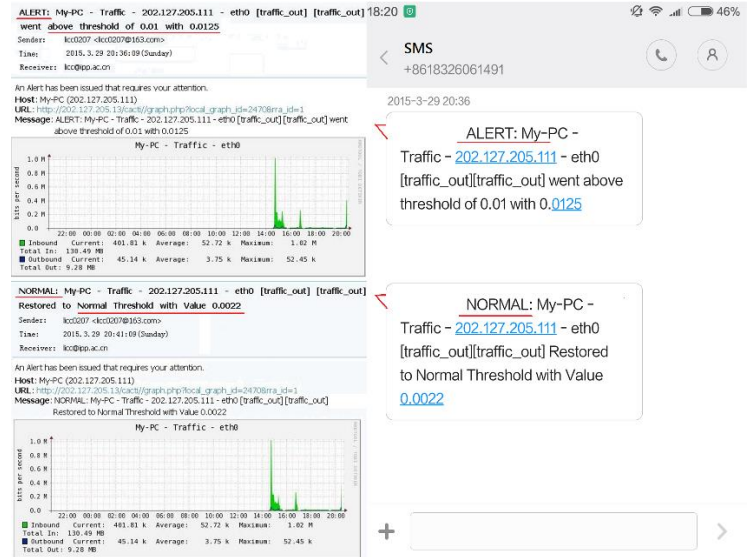 ALERT: My-PC - Traffic - 202.127.205.111 - eth0 [traffic_out] [traffic_out]
went above threshold of 0.01 with 0.0125
Sender: lcc0207 <lcc0207@163.com>
Time: 2015.3.29 20:36:09(Sunday)
Receiver: lcc@ipp.ac.cn
An Alert has been issued that requires your attention.
Host: My-PC (202.127.205.111)
URL: http://202.127.205.13/cacti//graph.php?local_graph_id=2470&rra_id=1
Message: ALERT: My-PC - Traffic - 202.127.205.111 - eth0 [traffic_out] [traffic_out] went
above threshold of 0.01 with 0.0125
My-PC - Traffic - eth0
bits per second
1.0 M
0.8 M
0.6 M
0.4 M
0.2 M
0.0
22:00 00:00 02:00 04:00 06:00 08:00 10:00 12:00 14:00 16:00 18:00 20:00
Inbound Current: 401.81 k Average: 52.72 k Maximum: 1.02 M
Total In: 130.49 MB
Outbound Current: 45.14 k Average: 3.75 k Maximum: 52.45 k
Total Out: 9.28 MB
NORMAL: My-PC - Traffic - 202.127.205.111 - eth0 [traffic_out] [traffic_out]
Restored to Normal Threshold with Value 0.0022
Sender: lcc0207 <lcc0207@163.com>
Time: 2015.3.29 20:41:09(Sunday)
Receiver: lcc@ipp.ac.cn
An Alert has been issued that requires your attention.
Host: My-PC (202.127.205.111)
URL: http://202.127.205.13/cacti//graph.php?local_graph_id=2470&rra_id=1
Message: NORMAL: My-PC - Traffic - 202.127.205.111 - eth0 [traffic_out] [traffic_out]
Restored to Normal Threshold with Value 0.0022
My-PC - Traffic - eth0
bits per second
1.0 M
0.8 M
0.6 M
0.4 M
0.2 M
0.0
22:00 00:00 02:00 04:00 06:00 08:00 10:00 12:00 14:00 16:00 18:00 20:00
Inbound Current: 401.81 k Average: 52.72 k Maximum: 1.02 M
Total In: 130.49 MB
Outbound Current: 45.14 k Average: 3.75 k Maximum: 52.45 k
Total Out: 9.28 MB
18:20 46%
SMS
+8618326061491
2015-3-29 20:36
ALERT: My-PC -
Traffic - 202.127.205.111 - eth0
[traffic_out][traffic_out] went above
threshold of 0.01 with 0.0125
NORMAL: My-PC -
Traffic - 202.127.205.111 - eth0
[traffic_out][traffic_out] Restored
to Normal Threshold with Value
0.0022